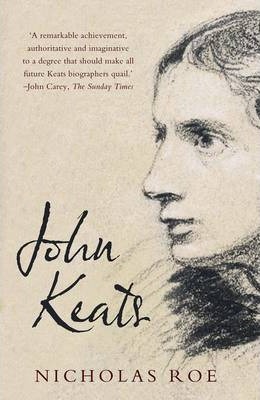 ‘A remarkable achievement,
authoritative and imaginative
to a degree that should make all
future Keats biographers quail.’
–John Carey, The Sunday Times
John
Keats
NICHOLAS ROE